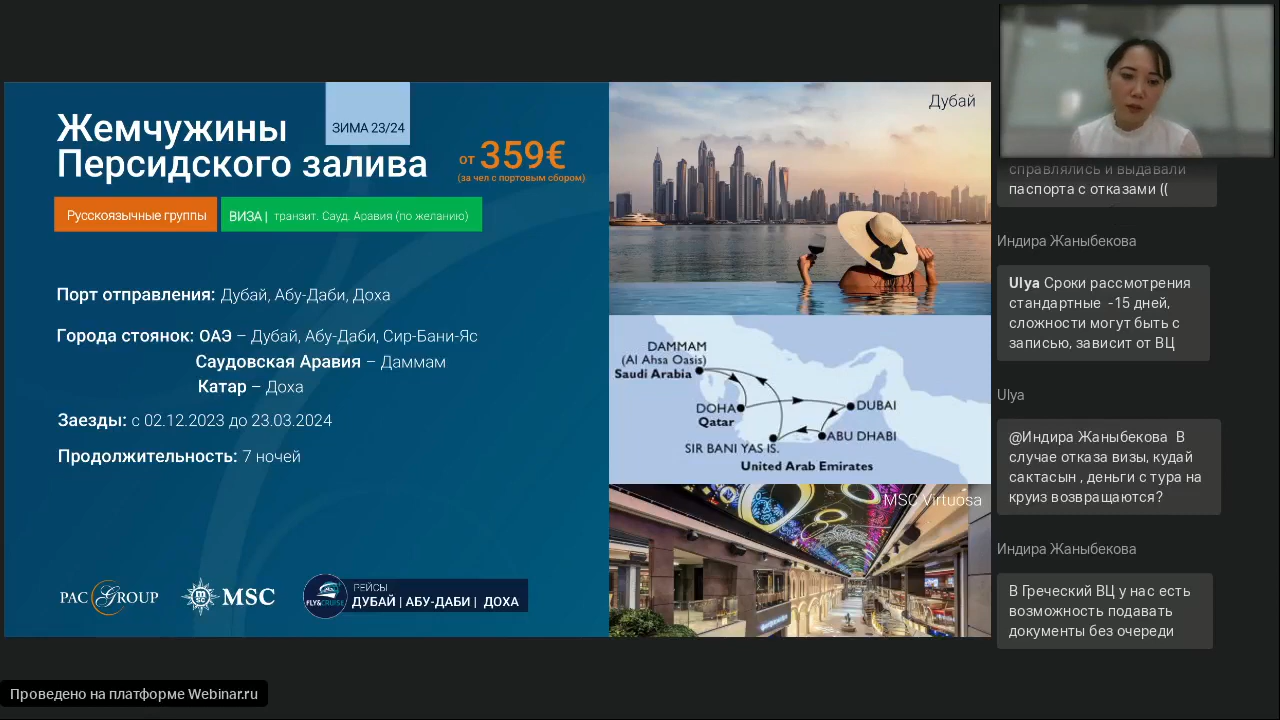 Жемчужины
Персидского залива
ЗИМА 23/24
от 359€
(за чел с портовым сбором)
Русскоязычные группы
ВИЗА | транзит. Сауд. Аравия (по желанию)
Порт отправления: Дубай, Абу-Даби, Доха
Города стоянок: ОАЭ – Дубай, Абу-Даби, Сир-Бани-Яс
Саудовская Аравия – Даммам
Катар – Доха
Заезды: с 02.12.2023 до 23.03.2024
Продолжительность: 7 ночей
PAC GROUP
MSC
MSC
FLY&CRUISE
РЕЙСЫ
ДУБАЙ | АБУ-ДАБИ | ДОХА
Дубай
DAMMAM
(Al Ahsa Oasis)
Saudi Arabia
DOHA
Qatar
DUBAI
ABU DHABI
SIR BANI YAS IS.
United Arab Emirates
MSC Virtuosa
справлялись и выдавали
паспорта с отказами ((
Индира Жаныбекова
Ulya Сроки рассмотрения
стандартные -15 дней,
сложности могут быть с
записью, зависит от ВЦ
Ulya
@Индира Жаныбекова В
случае отказа визы, кудай
сактасын , деньги с тура на
круиз возвращаются?
Индира Жаныбекова
В Греческий ВЦ у нас есть
возможность подавать
документы без очереди
Проведено на платформе Webinar.ru